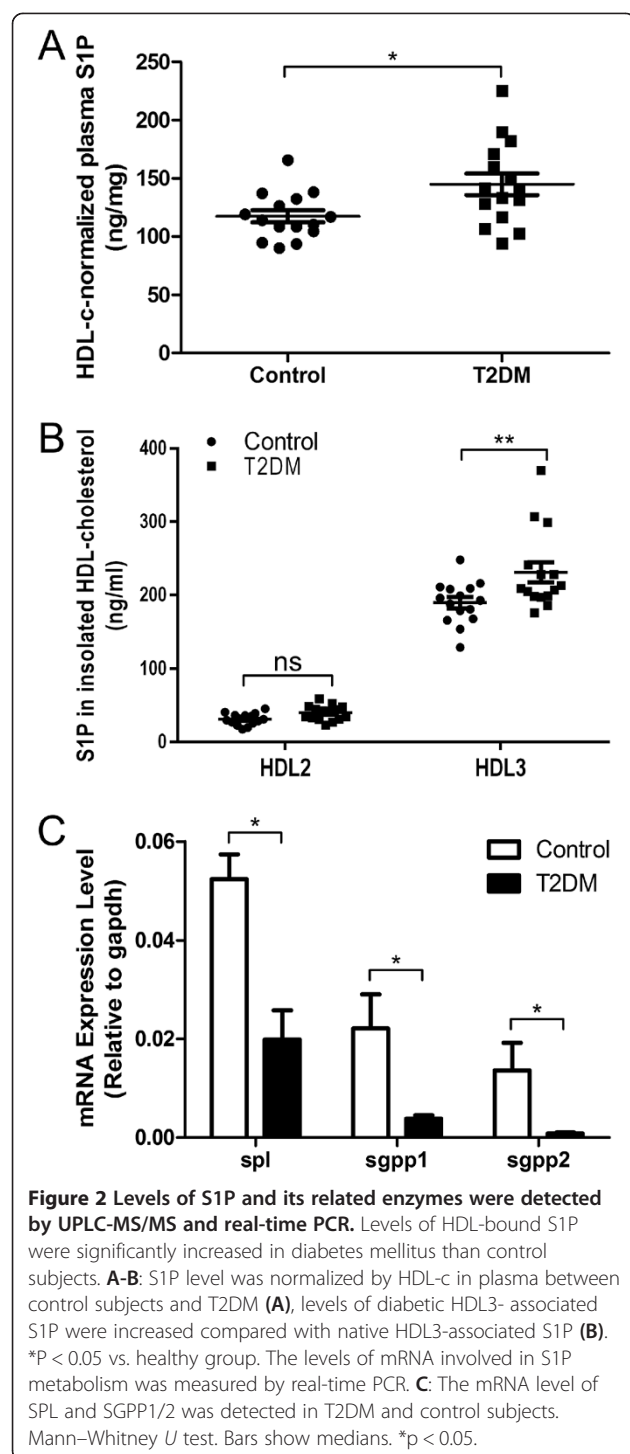 A
HDL-c-normalized plasma S1P
(ng/mg)
250
200
150
100
50
0
*
Control
T2DM
B
S1P in insolated HDL-cholesterol
(ng/ml)
Control
T2DM
400
300
200
100
0
ns
**
HDL2
HDL3
C
mRNA Expression Level
(Relative to gapdh)
0.06
0.04
0.02
0.00
Control
T2DM
*
*
*
spl
sgpp1
sgpp2
Figure 2 Levels of S1P and its related enzymes were detected
by UPLC-MS/MS and real-time PCR. Levels of HDL-bound S1P
were significantly increased in diabetes mellitus than control
subjects. A-B: S1P level was normalized by HDL-c in plasma between
control subjects and T2DM (A), levels of diabetic HDL3- associated
S1P were increased compared with native HDL3-associated S1P (B).
*P < 0.05 vs. healthy group. The levels of mRNA involved in S1P
metabolism was measured by real-time PCR. C: The mRNA level of
SPL and SGPP1/2 was detected in T2DM and control subjects.
Mann–Whitney U test. Bars show medians. *p < 0.05.